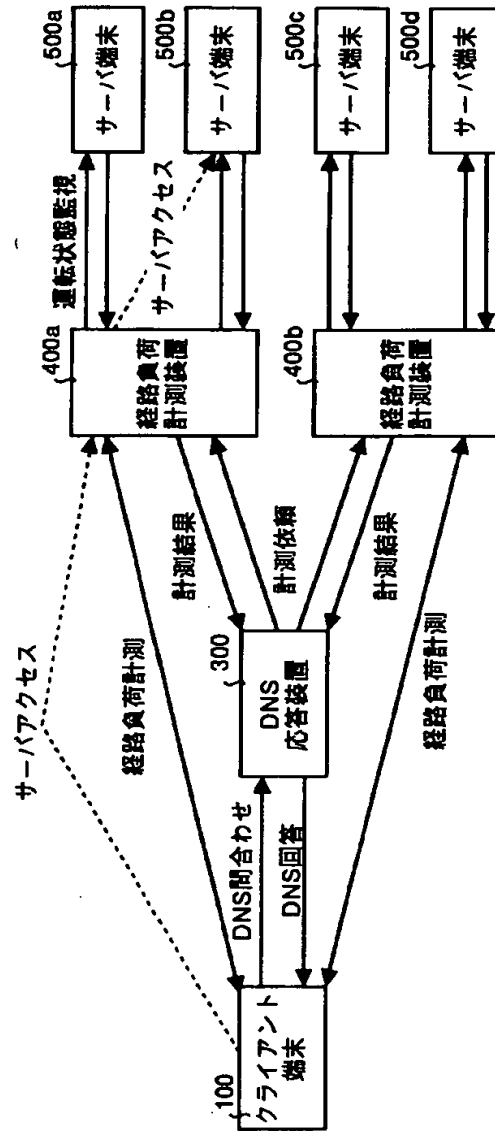 サーバアクセス
100
クライアント
端末
DNS問合わせ
DNS回答
300
DNS
応答装置
経路負荷計測
計測結果
計測依頼
計測結果
経路負荷計測
400a
経路負荷
計測装置
400b
経路負荷
計測装置
運転状態監視
サーバアクセス
500a
サーバ端末
500b
サーバ端末
500c
サーバ端末
500d
サーバ端末